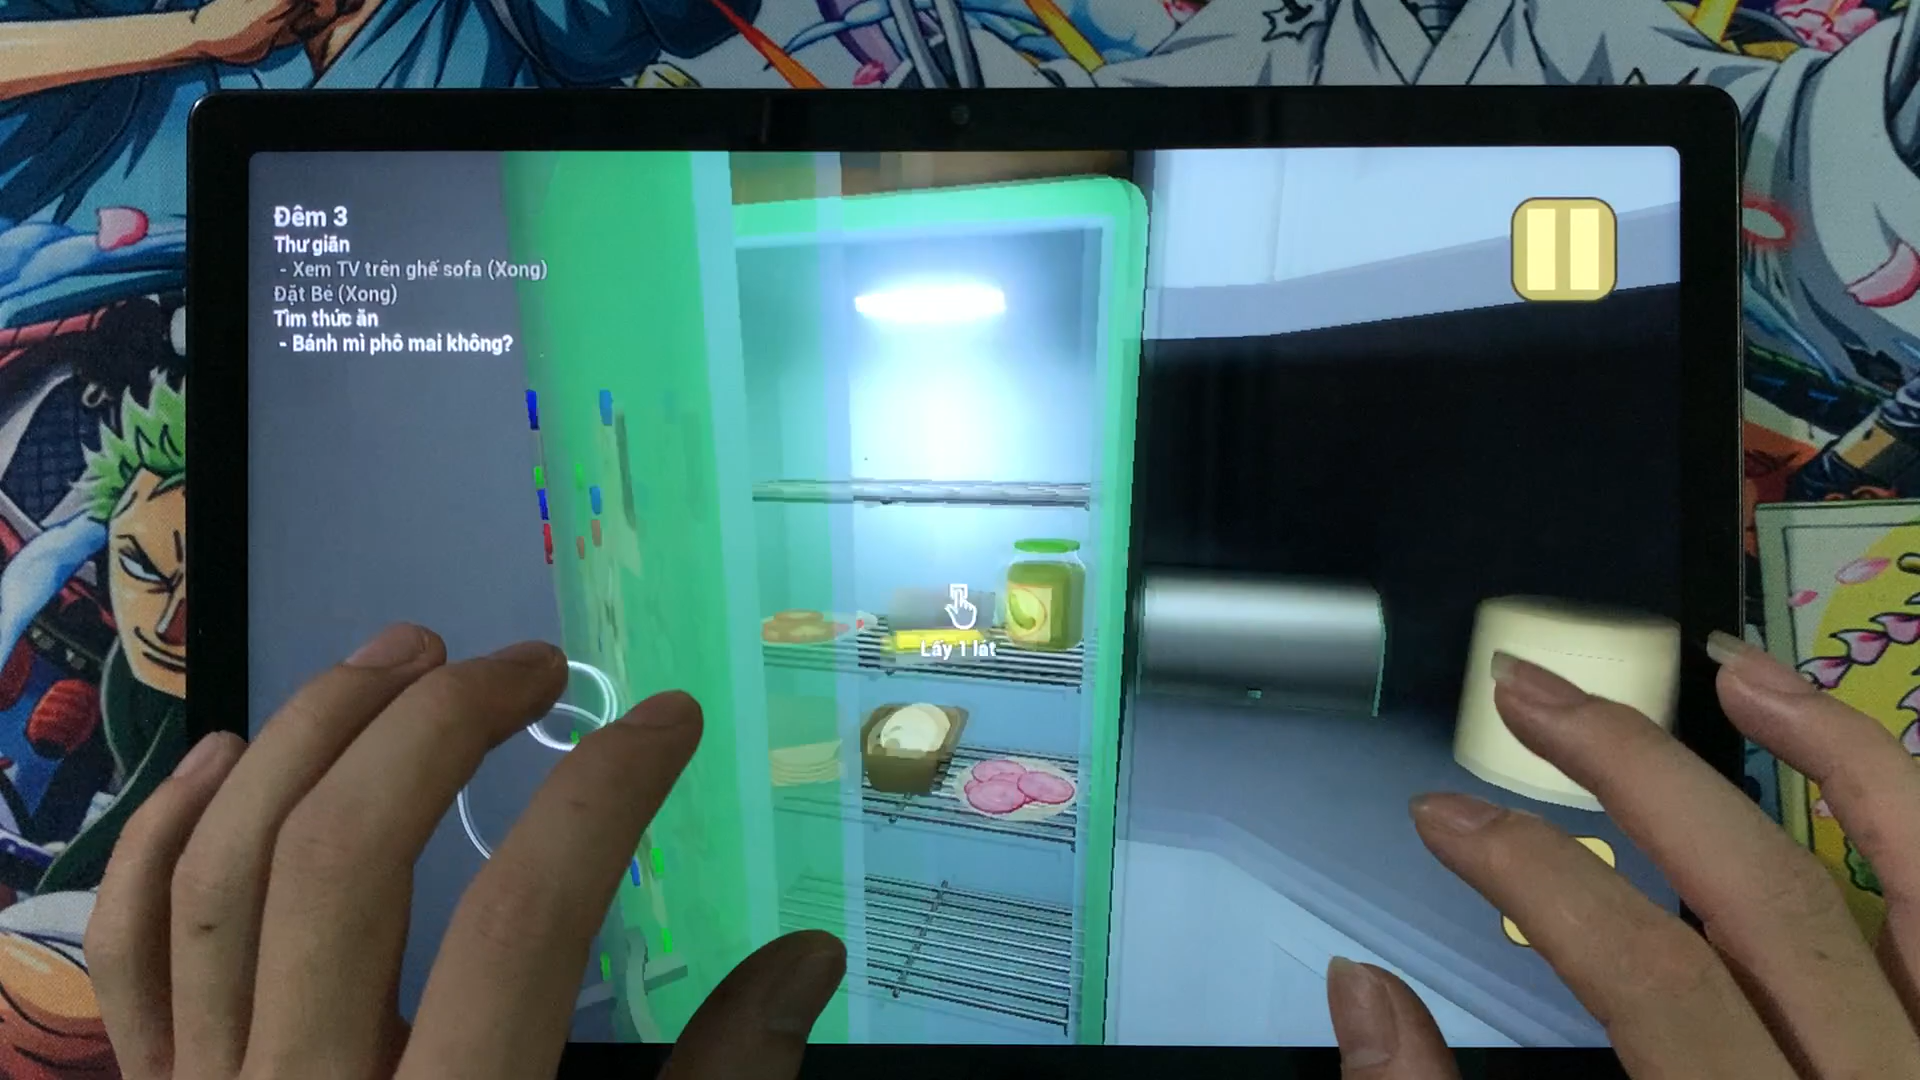 Đêm 3
Thư giãn
- Xem TV trên ghế sofa (Xong)
Đặt Bé (Xong)
Tìm thức ăn
- Bánh mì phô mai không?
Lấy 1 lát